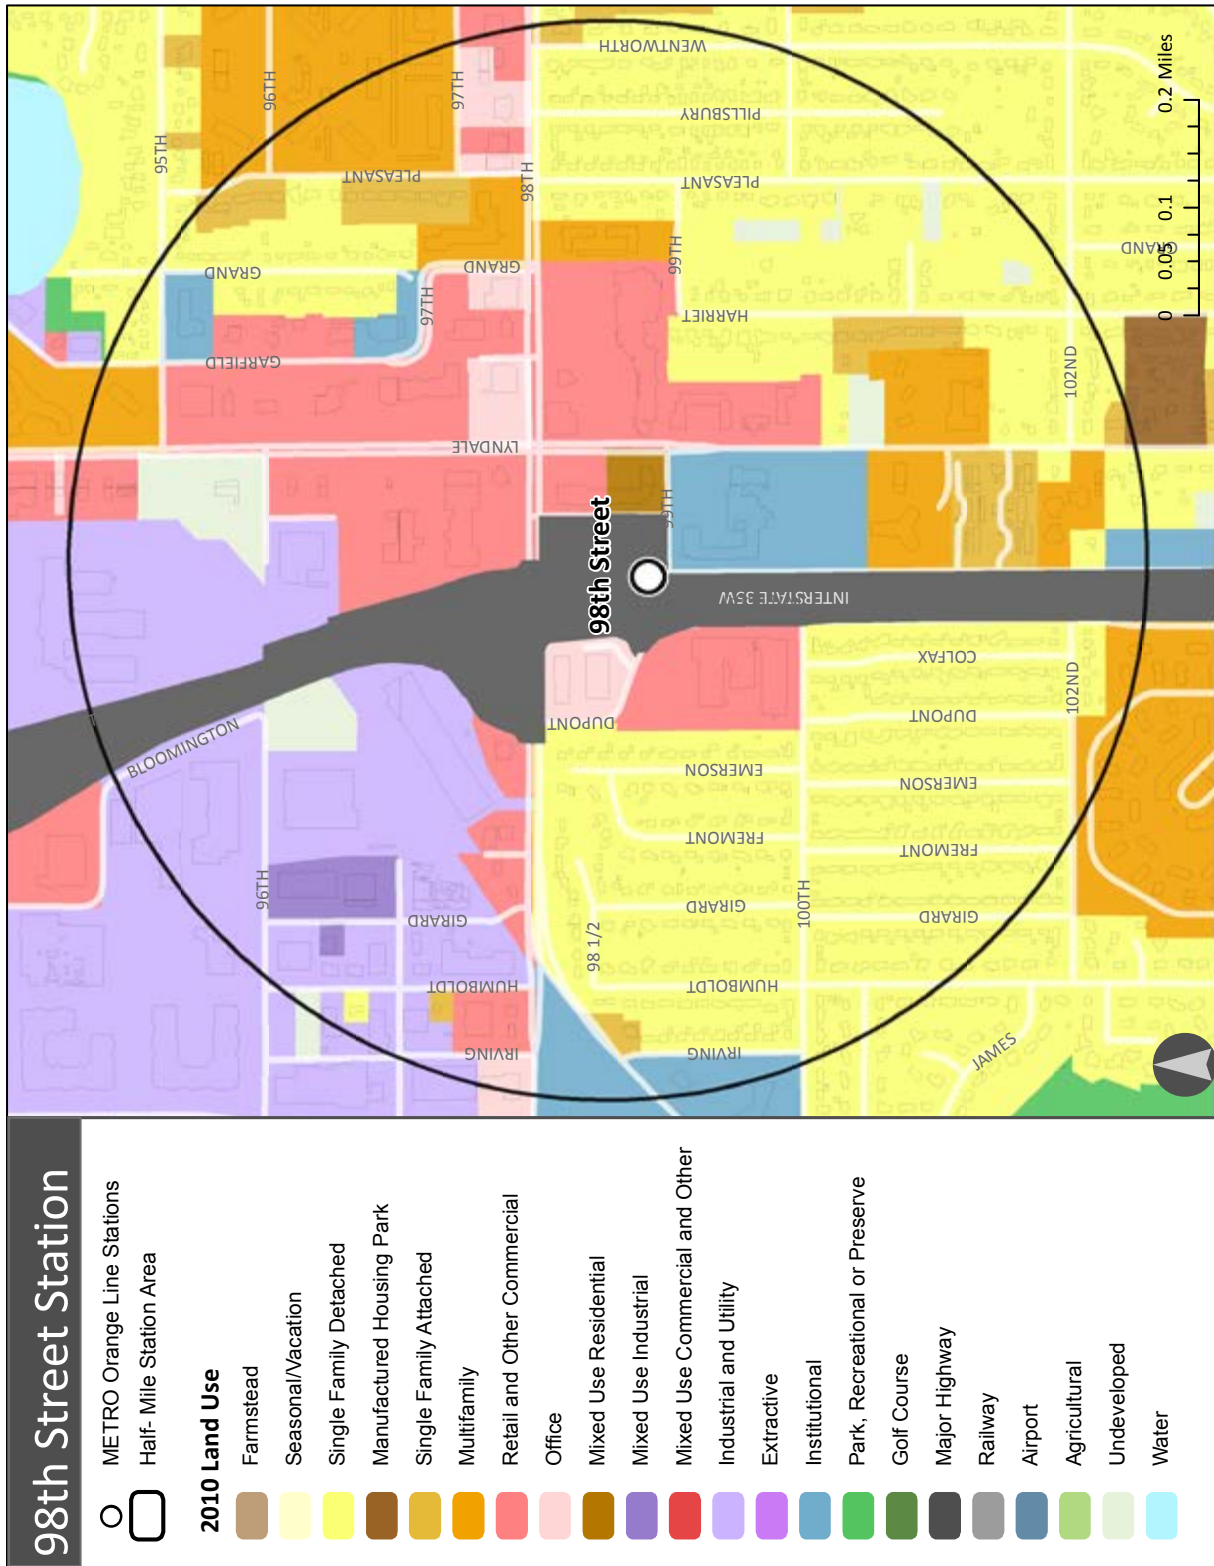 98th Street Station
METRO Orange Line Stations
Half- Mile Station Area
2010 Land Use
Farmstead
Seasonal/Vacation
Single Family Detached
Manufactured Housing Park
Single Family Attached
Multifamily
Retail and Other Commercial
Office
Mixed Use Residential
Mixed Use Industrial
Mixed Use Commercial and Other
Industrial and Utility
Extractive
Institutional
Park, Recreational or Preserve
Golf Course
Major Highway
Railway
Airport
Agricultural
Undeveloped
Water
BLOOMINGTON
95TH
96TH
96TH
97TH
97TH
98TH
98th Street
98 1/2
99TH
99TH
100TH
102ND
102ND
IRVING
HUMBOLDT
GIRARD
DUPONT
LYNDALE
GARFIELD
GRAND
GRAND
PLEASANT
IRVING
HUMBOLDT
GIRARD
FREMONT
EMERSON
JAMES
GIRARD
FREMONT
EMERSON
DUPONT
COLFAX
INTERSTATE 35W
HARRIET
PLEASANT
PILLSBURY
WENTWORTH
GRAND
0 0.05 0.1 0.2 Miles